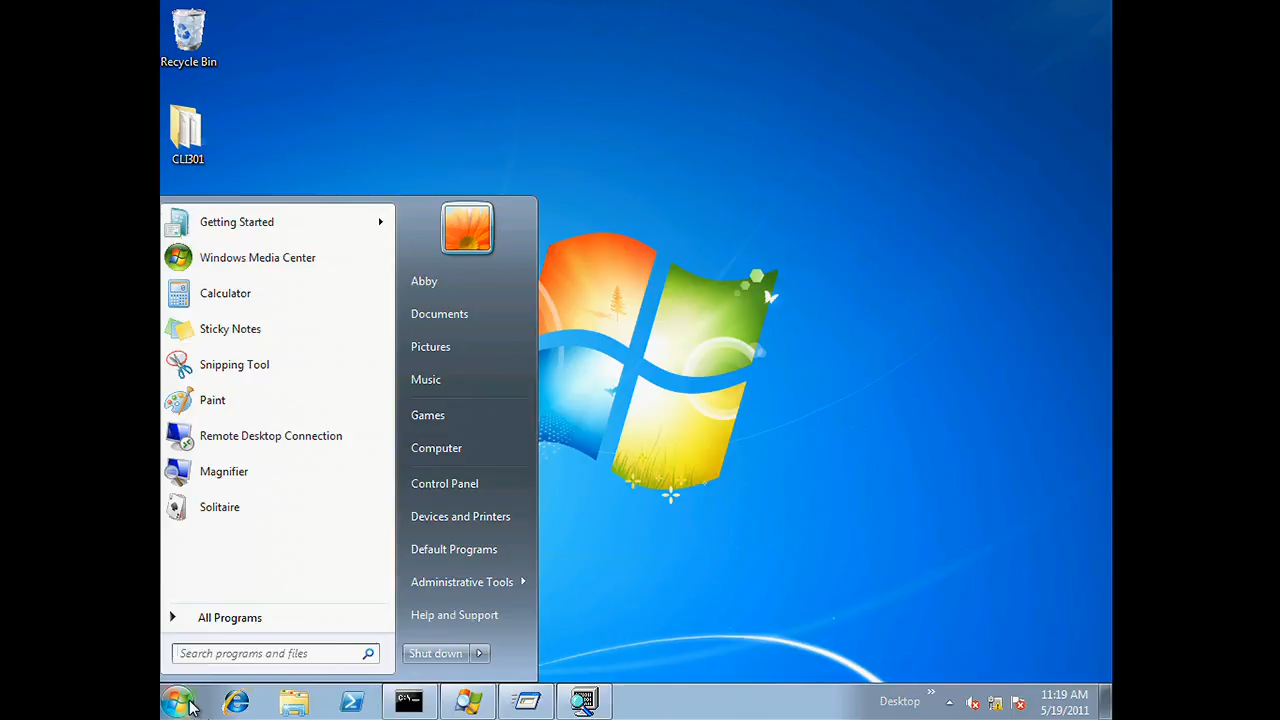 Recycle Bin
CLI301
Getting Started
Windows Media Center
Calculator
Sticky Notes
Snipping Tool
Paint
Remote Desktop Connection
Magnifier
Solitaire
All Programs
Search programs and files
Abby
Documents
Pictures
Music
Games
Computer
Control Panel
Devices and Printers
Default Programs
Administrative Tools
Help and Support
Shut down
C:\_
Desktop
»
11:19 AM
5/19/2011